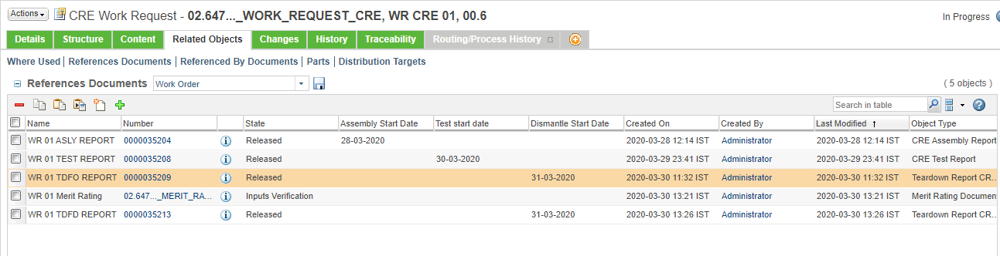 Actions CRE Work Request - 02.647..._WORK_REQUEST_CRE, WR CRE 01, 00.6 In Progress
Details Structure Content Related Objects Changes History Traceability Routing/Process History
Where Used References Documents Referenced By Documents Parts Distribution Targets
References Documents Work Order ( 5 objects )
Search in table
Name Number State Assembly Start Date Test start date Dismantle Start Date Created On Created By Last Modified Object Type
WR 01 ASLY REPORT 0000035204 Released 28-03-2020 2020-03-28 12:14 IST Administrator 2020-03-28 12:14 IST CRE Assembly Report
WR 01 TEST REPORT 0000035208 Released 30-03-2020 2020-03-29 23:41 IST Administrator 2020-03-29 23:41 IST CRE Test Report
WR 01 TDFO REPORT 0000035209 Released 31-03-2020 2020-03-30 11:32 IST Administrator 2020-03-30 11:32 IST Teardown Report CR...
WR 01 Merit Rating 02.647..._MERIT_RA... Inputs Verification 2020-03-30 13:21 IST Administrator 2020-03-30 13:21 IST Merit Rating Documen
WR 01 TDFD REPORT 0000035213 Released 31-03-2020 2020-03-30 13:26 IST Administrator 2020-03-30 13:26 IST Teardown Report CR...